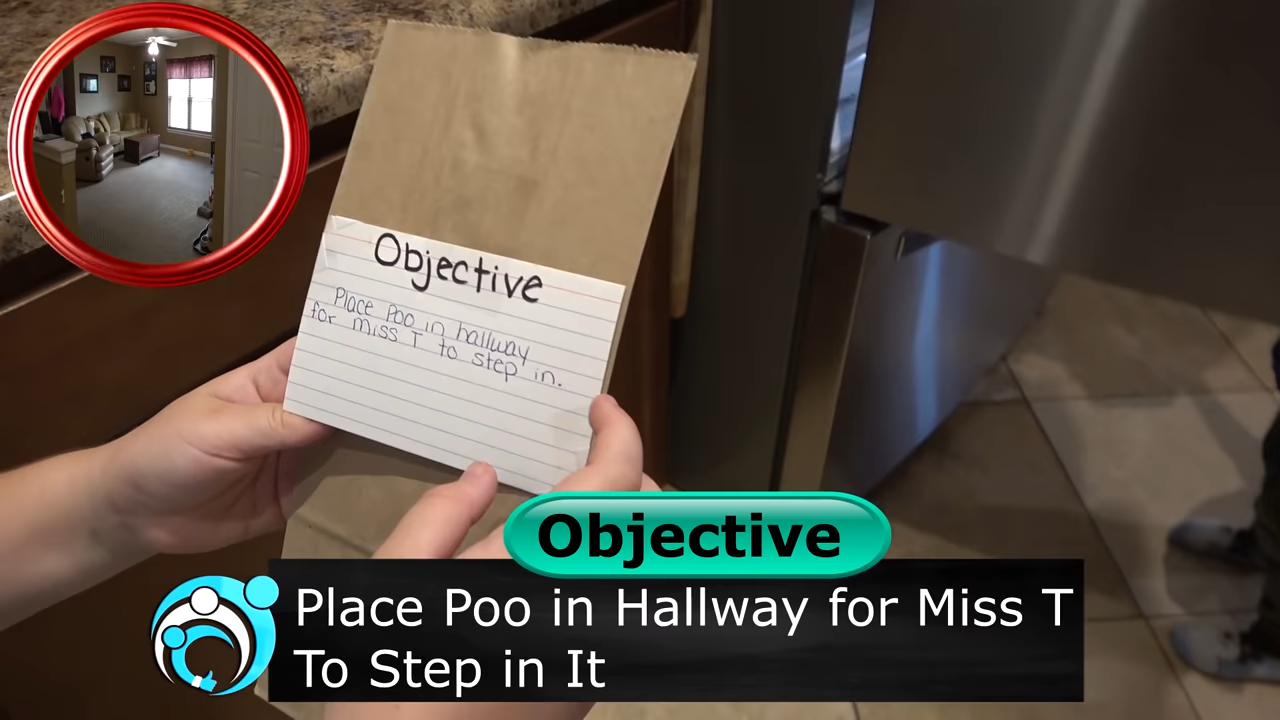 Objective
Place Poo in hallway
for miss T to step in.
Objective
Place Poo in Hallway for Miss T
To Step in It